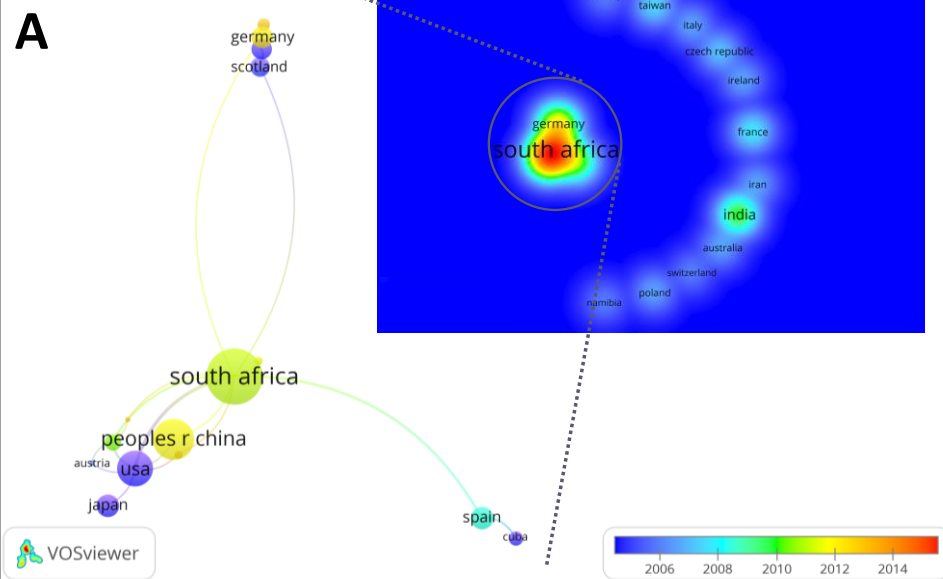 A
germany
scotland
south africa
peoples r china
austria
usa
japan
spain
cuba
VOSviewer
taiwan
italy
czech republic
ireland
germany
south africa
france
iran
india
australia
switzerland
poland
namibia
2006 2008 2010 2012 2014